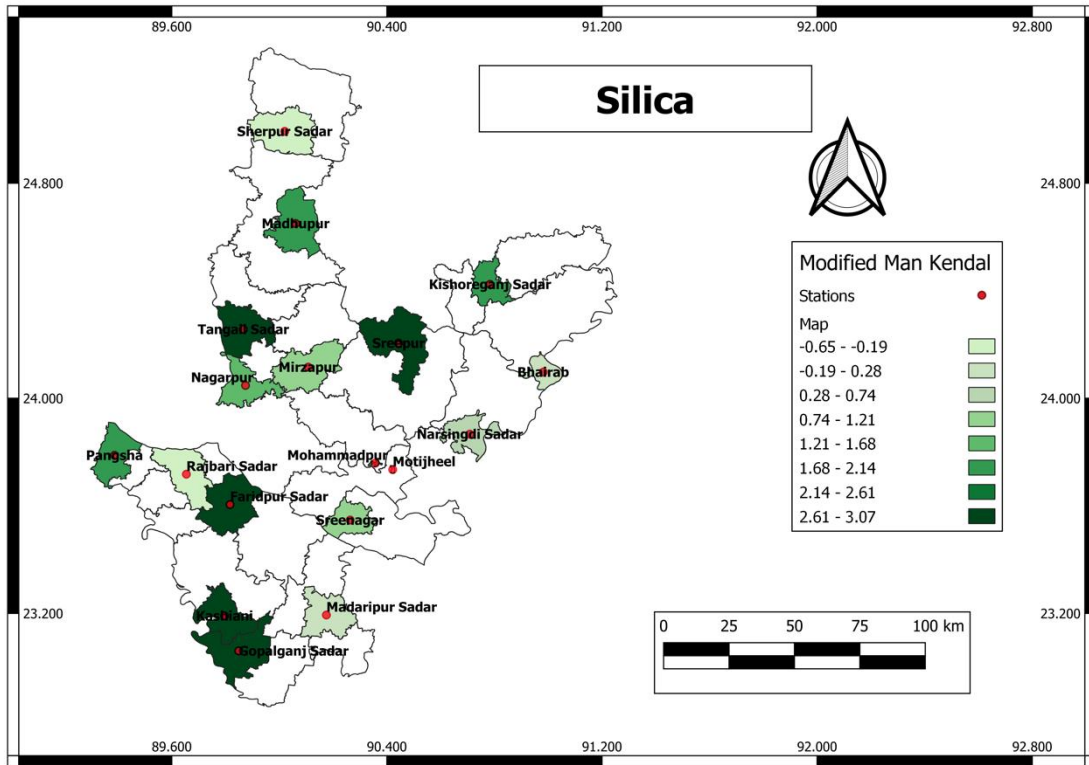 89.600 90.400 91.200 92.000 92.800
Silica
Sherpur Sadar
24.800 24.800
Madhupur
Modified Man Kendal
Kishoreganj Sadar
Stations
Map
Tangail Sadar
Sreepur
-0.65 - -0.19
Mirzapur
Bhairab
-0.19 - 0.28
Nagarpur
0.28 - 0.74
24.000 24.000
0.74 - 1.21
Narsingdi Sadar
1.21 - 1.68
Pangsha
Mohammadpur
Motijheel
1.68 - 2.14
Rajbari Sadar
2.14 - 2.61
Faridpur Sadar
2.61 - 3.07
Sreenagar
Madaripur Sadar
23.200 23.200
Kashiani
0 25 50 75 100 km
Gopalganj Sadar
89.600 90.400 91.200 92.000 92.800